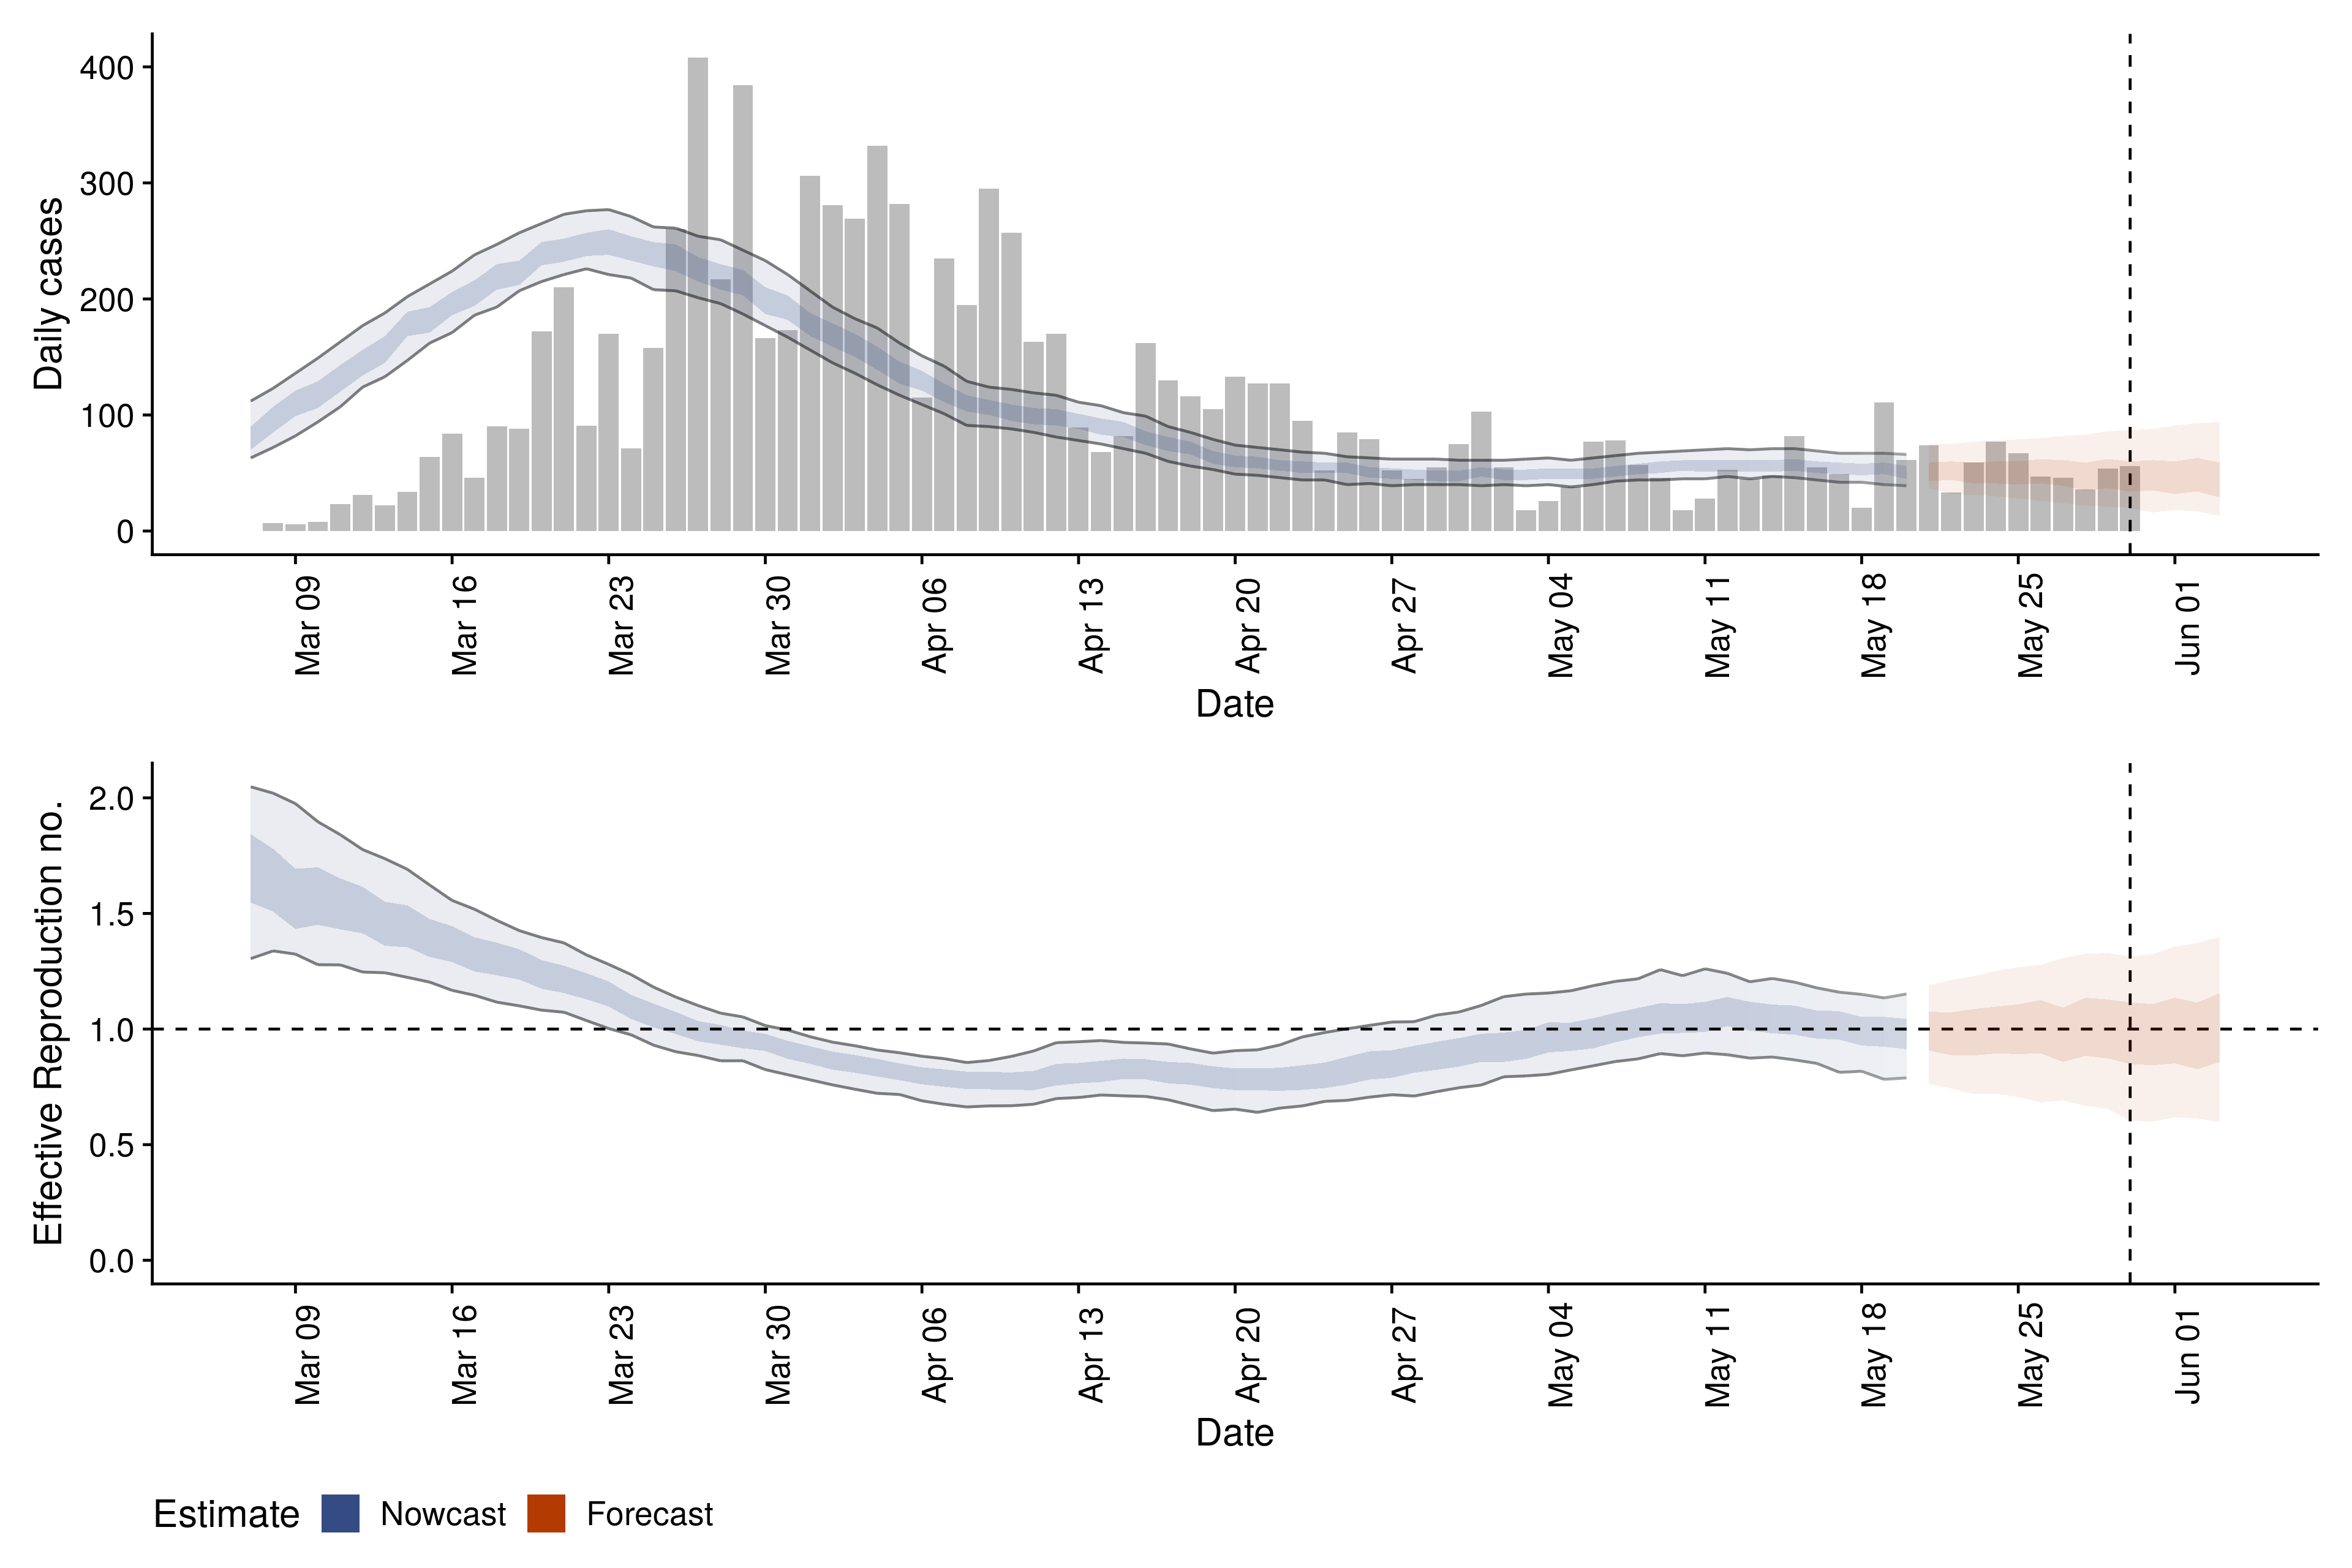 Daily cases
400
300
200
100
0
Mar 09 Mar 16 Mar 23 Mar 30 Apr 06 Apr 13 Apr 20 Apr 27 May 04 May 11 May 18 May 25 Jun 01
Date
Effective Reproduction no.
2.0
1.5
1.0
0.5
0.0
Mar 09 Mar 16 Mar 23 Mar 30 Apr 06 Apr 13 Apr 20 Apr 27 May 04 May 11 May 18 May 25 Jun 01
Date
Estimate Nowcast Forecast